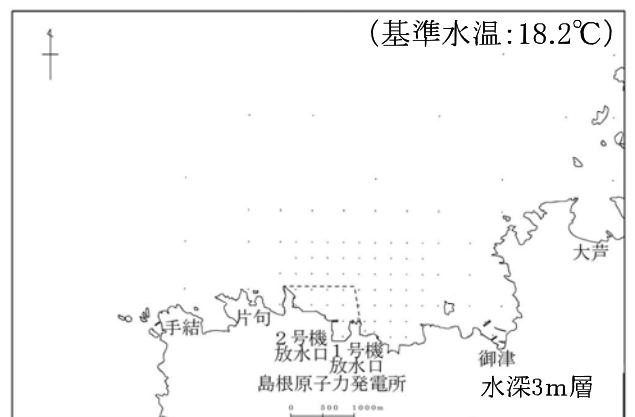 (基準水温:18.2℃)
大芦
片句
手結
2号機
放水口
1号機
放水口
御津
島根原子力発電所
水深3m層
0 500 1000m